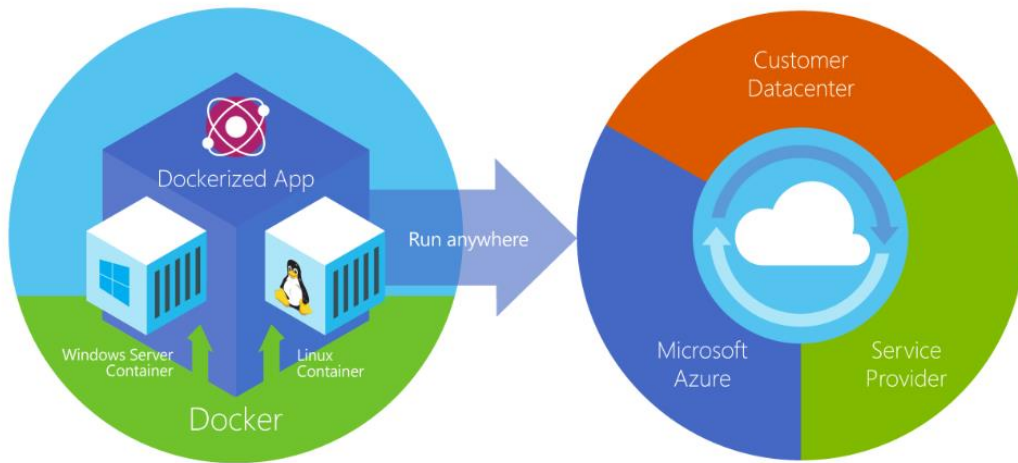 Dockerized App
Windows Server
Container
Linux
Container
Docker
Run anywhere
Customer
Datacenter
Microsoft
Azure
Service
Provider